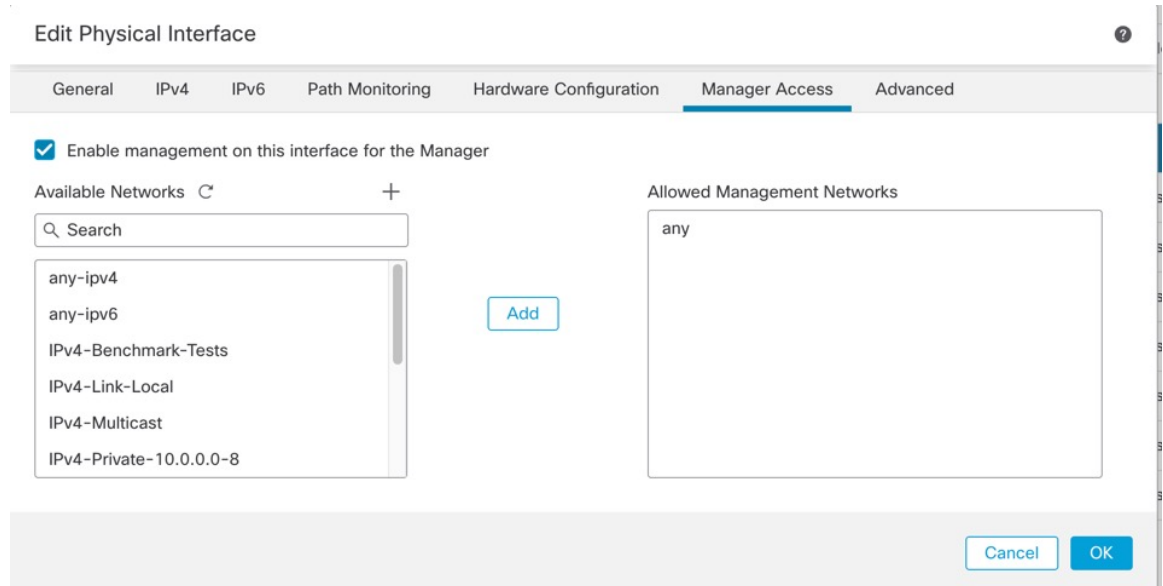 Edit Physical Interface
General IPv4 IPv6 Path Monitoring Hardware Configuration Manager Access Advanced
Enable management on this interface for the Manager
Available Networks
Allowed Management Networks
Search
any-ipv4
any-ipv6
IPv4-Benchmark-Tests
IPv4-Link-Local
IPv4-Multicast
IPv4-Private-10.0.0.0-8
Add
any
Cancel OK